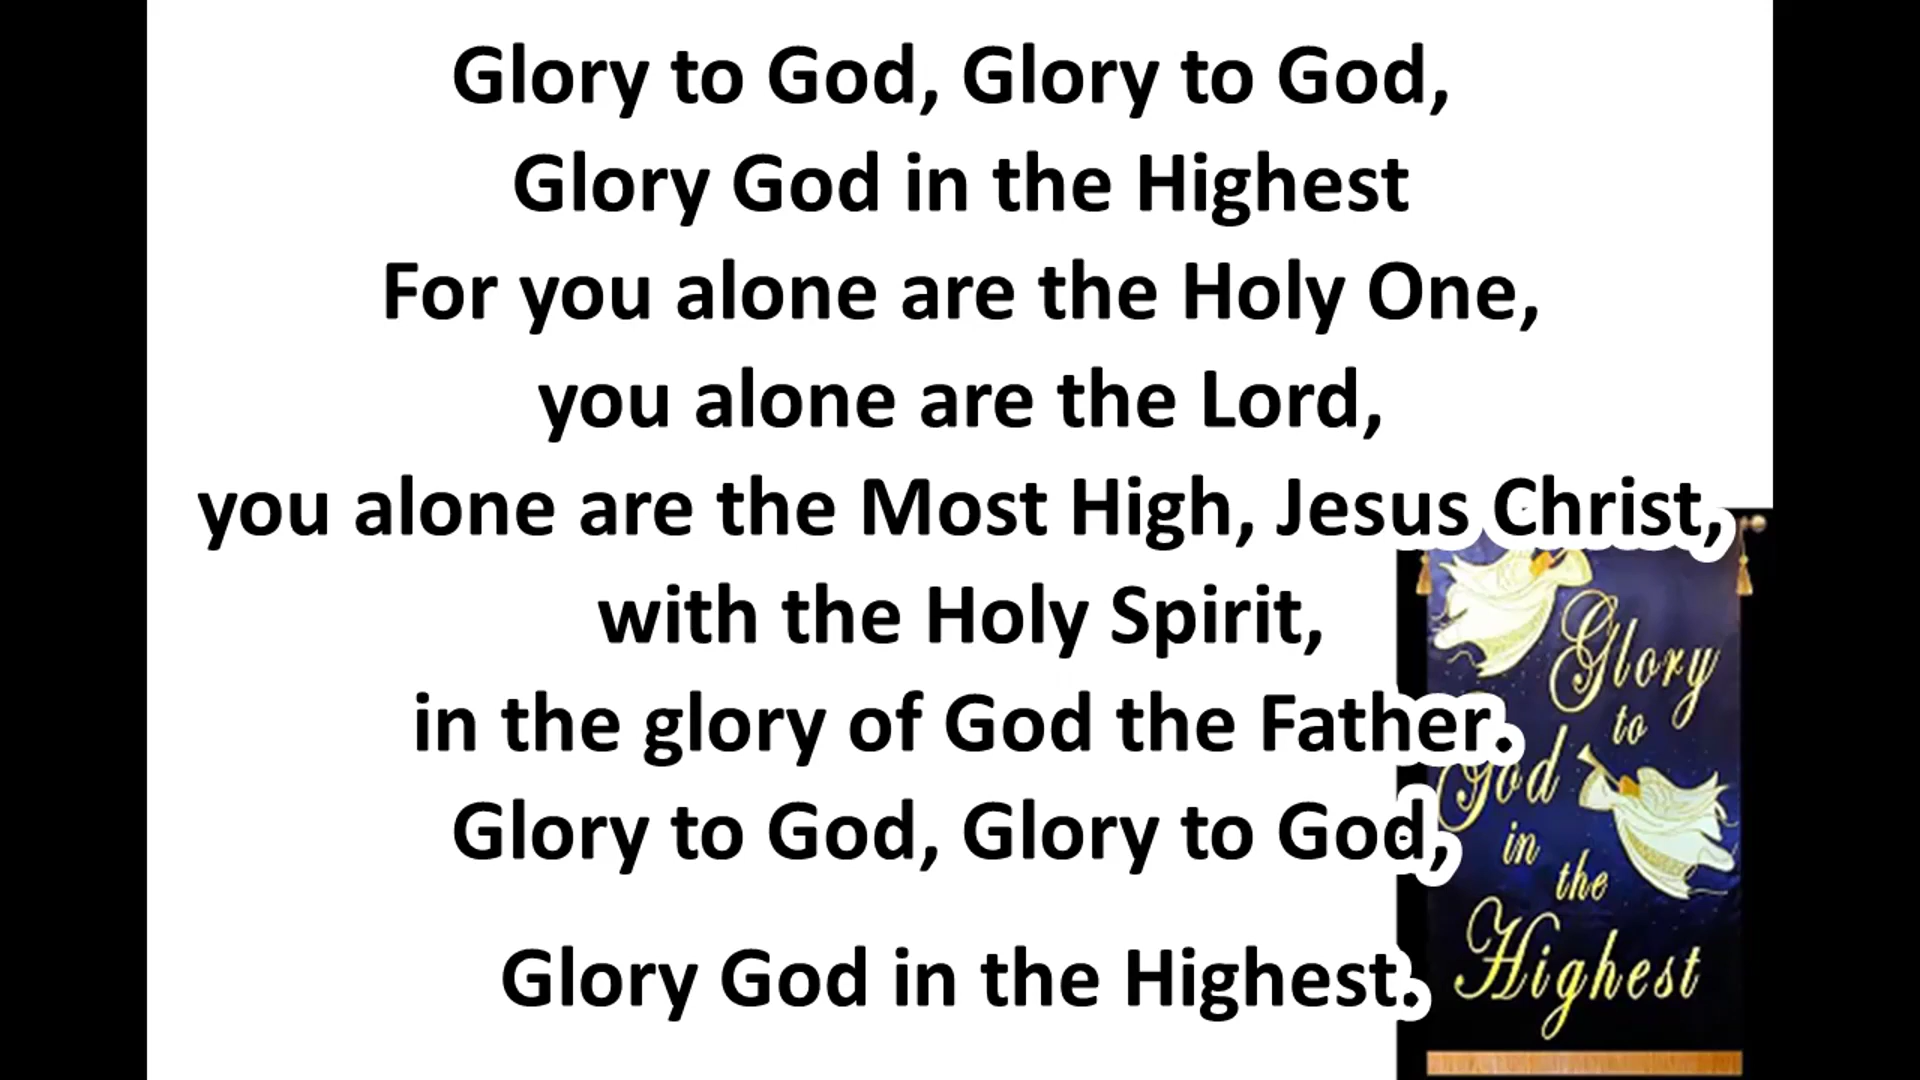 Glory to God, Glory to God,
Glory God in the Highest
For you alone are the Holy One,
you alone are the Lord,
you alone are the Most High, Jesus Christ,
with the Holy Spirit,
in the glory of God the Father.
Glory to God, Glory to God,
Glory God in the Highest.
Glory
to
God
in
the
Highest